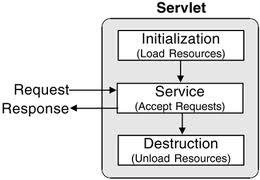 Servlet
Initialization
(Load Resources)
Request
Response
Service
(Accept Requests)
Destruction
(Unload Resources)